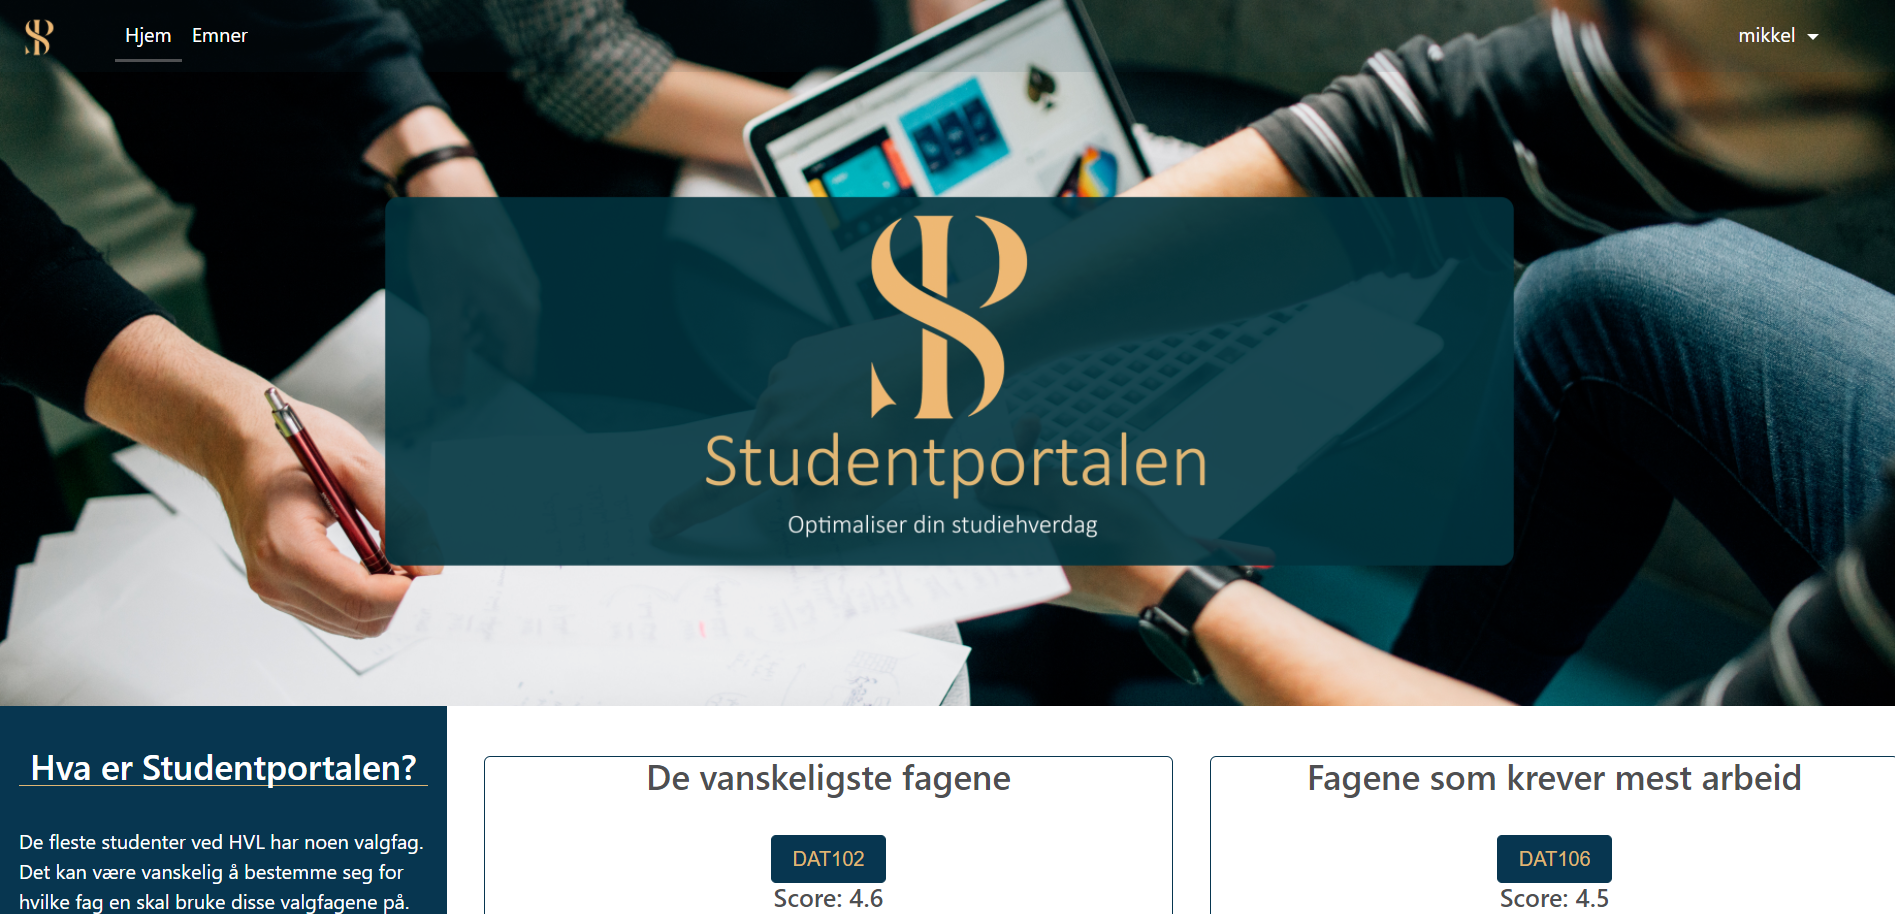 SP
Hjem Emner mikkel
Studentportalen
Optimaliser din studiehverdag
Hva er Studentportalen?
De fleste studenter ved HVL har noen valgfag.
Det kan være vanskelig å bestemme seg for
hvilke fag en skal bruke disse valgfagene på.
De vanskeligste fagene
DAT102
Score: 4.6
Fagene som krever mest arbeid
DAT106
Score: 4.5